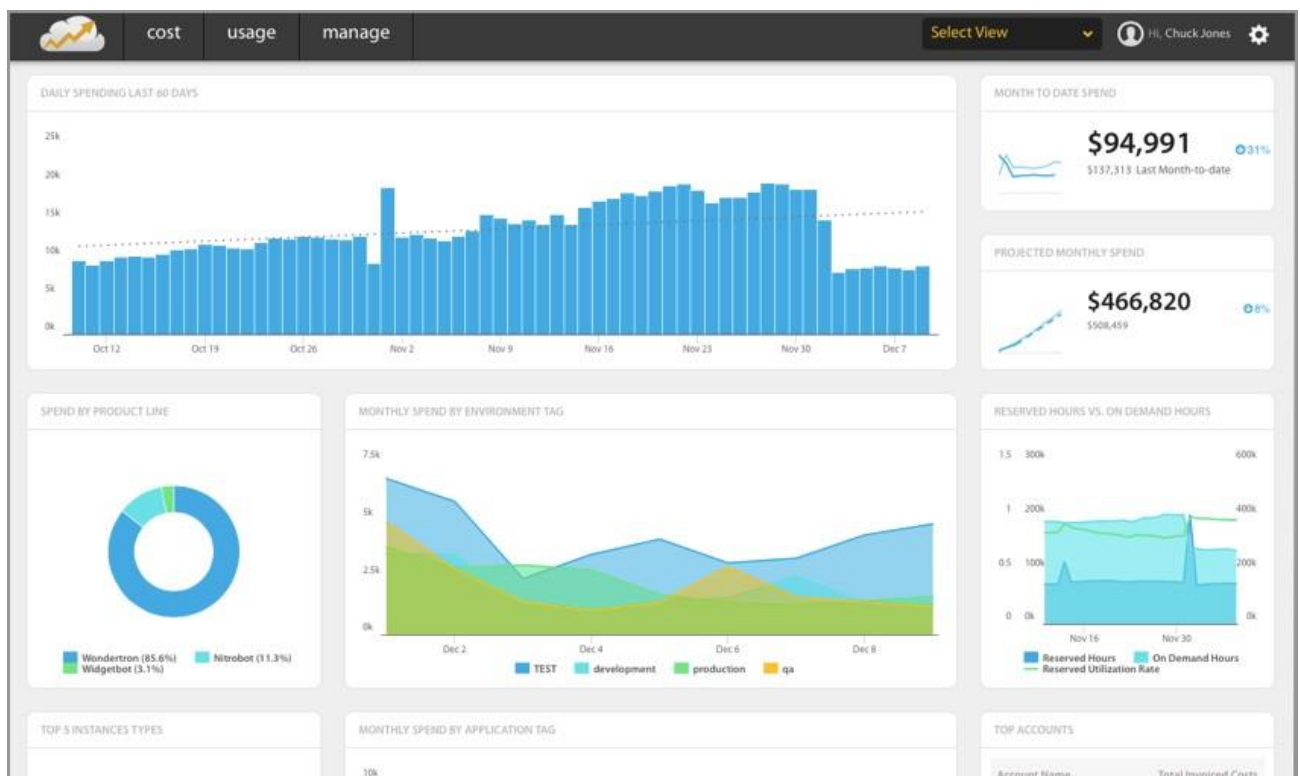 cost usage manage Select View Hi, Chuck Jones
DAILY SPENDING LAST 60 DAYS
25k
20k
15k
10k
5k
0k
Oct 12 Oct 19 Oct 26 Nov 2 Nov 9 Nov 16 Nov 23 Nov 30 Dec 7
MONTH TO DATE SPEND
$94,991 31%
$137,313 Last Month-to-date
PROJECTED MONTHLY SPEND
$466,820 8%
$508,459
SPEND BY PRODUCT LINE
Wondertron (85.6%) Nitrobot (11.3%)
Widgetbot (3.1%)
MONTHLY SPEND BY ENVIRONMENT TAG
7.5k
5k
2.5k
0k
Dec 2 Dec 4 Dec 6 Dec 8
TEST development production qa
RESERVED HOURS VS. ON DEMAND HOURS
1.5 300k 600k
1 200k 400k
0.5 100k 200k
0 0k 0k
Nov 16 Nov 30
Reserved Hours On Demand Hours
Reserved Utilization Rate
TOP 5 INSTANCES TYPES
MONTHLY SPEND BY APPLICATION TAG
10k
TOP ACCOUNTS
Account Name Total Invoiced Costs